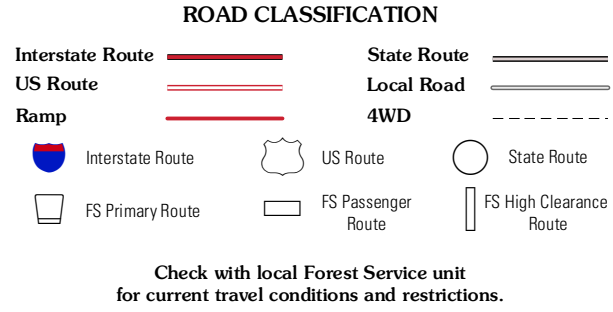 ROAD CLASSIFICATION
Interstate Route
State Route
US Route
Local Road
Ramp
4WD
Interstate Route
US Route
State Route
FS Primary Route
FS Passenger
Route
FS High Clearance
Route
Check with local Forest Service unit
for current travel conditions and restrictions.